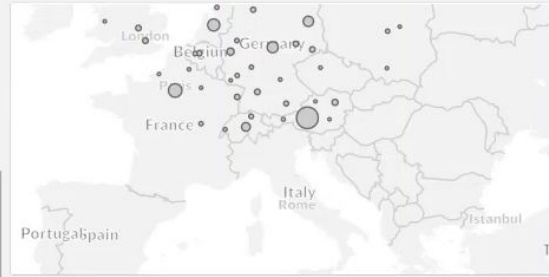 London
Belgium
Germany
Paris
France
Italy
Rome
Istanbul
Portugal
Spain
T